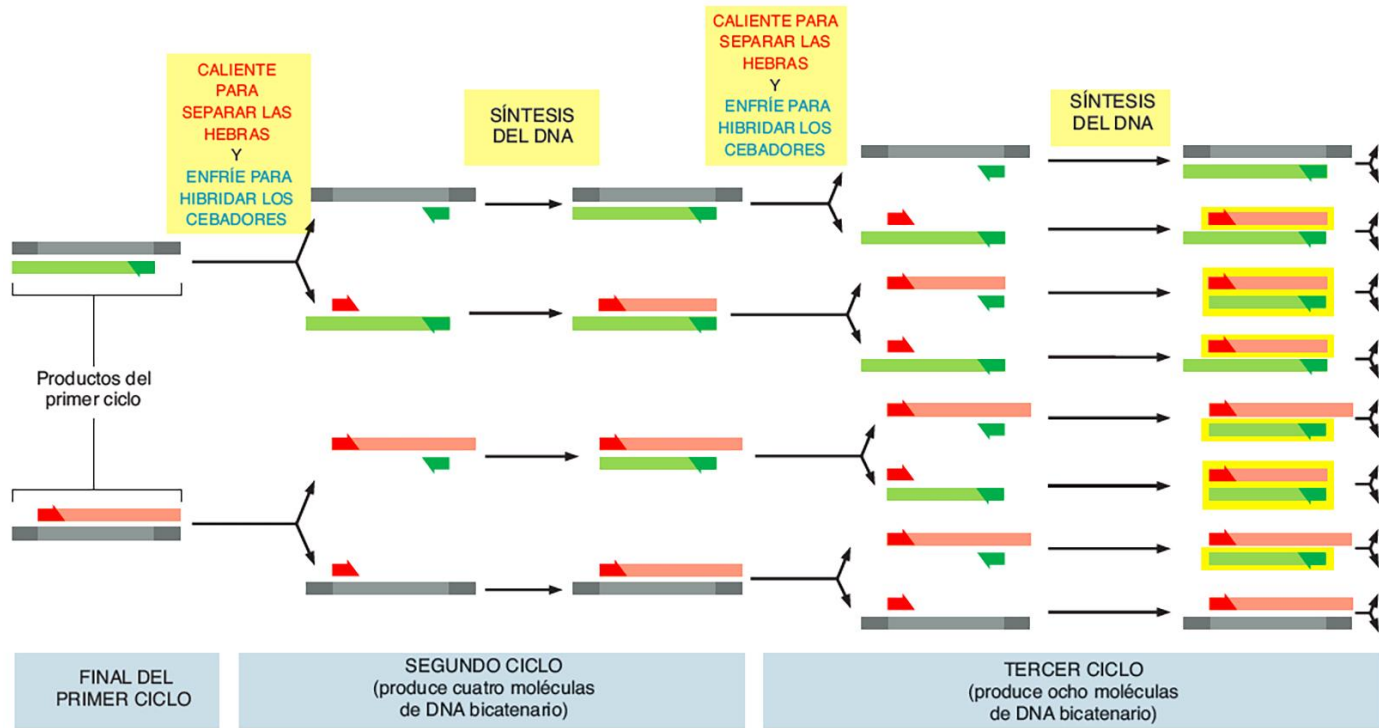 CALIENTE
PARA
SEPARAR LAS
HEBRAS
Y
ENFRÍE PARA
HIBRIDAR LOS
CEBADORES
SÍNTESIS
DEL DNA
CALIENTE PARA
SEPARAR LAS
HEBRAS
Y
ENFRÍE PARA
HIBRIDAR LOS
CEBADORES
SÍNTESIS
DEL DNA
Productos del
primer ciclo
FINAL DEL
PRIMER CICLO
SEGUNDO CICLO
(produce cuatro moléculas
de DNA bicatenario)
TERCER CICLO
(produce ocho moléculas
de DNA bicatenario)